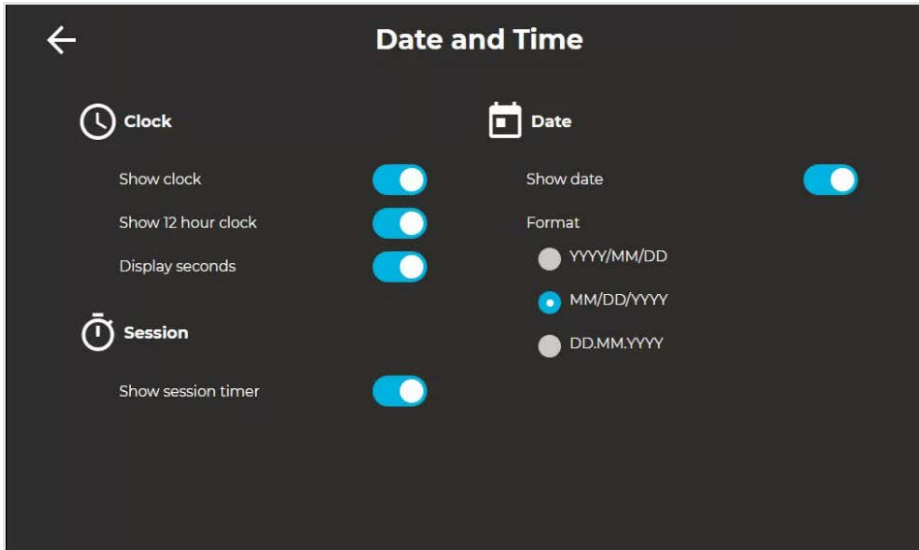 Date and Time
Clock
Show clock
Show 12 hour clock
Display seconds
Session
Show session timer
Date
Show date
Format
YYYY/MM/DD
MM/DD/YYYY
DD.MM.YYYY